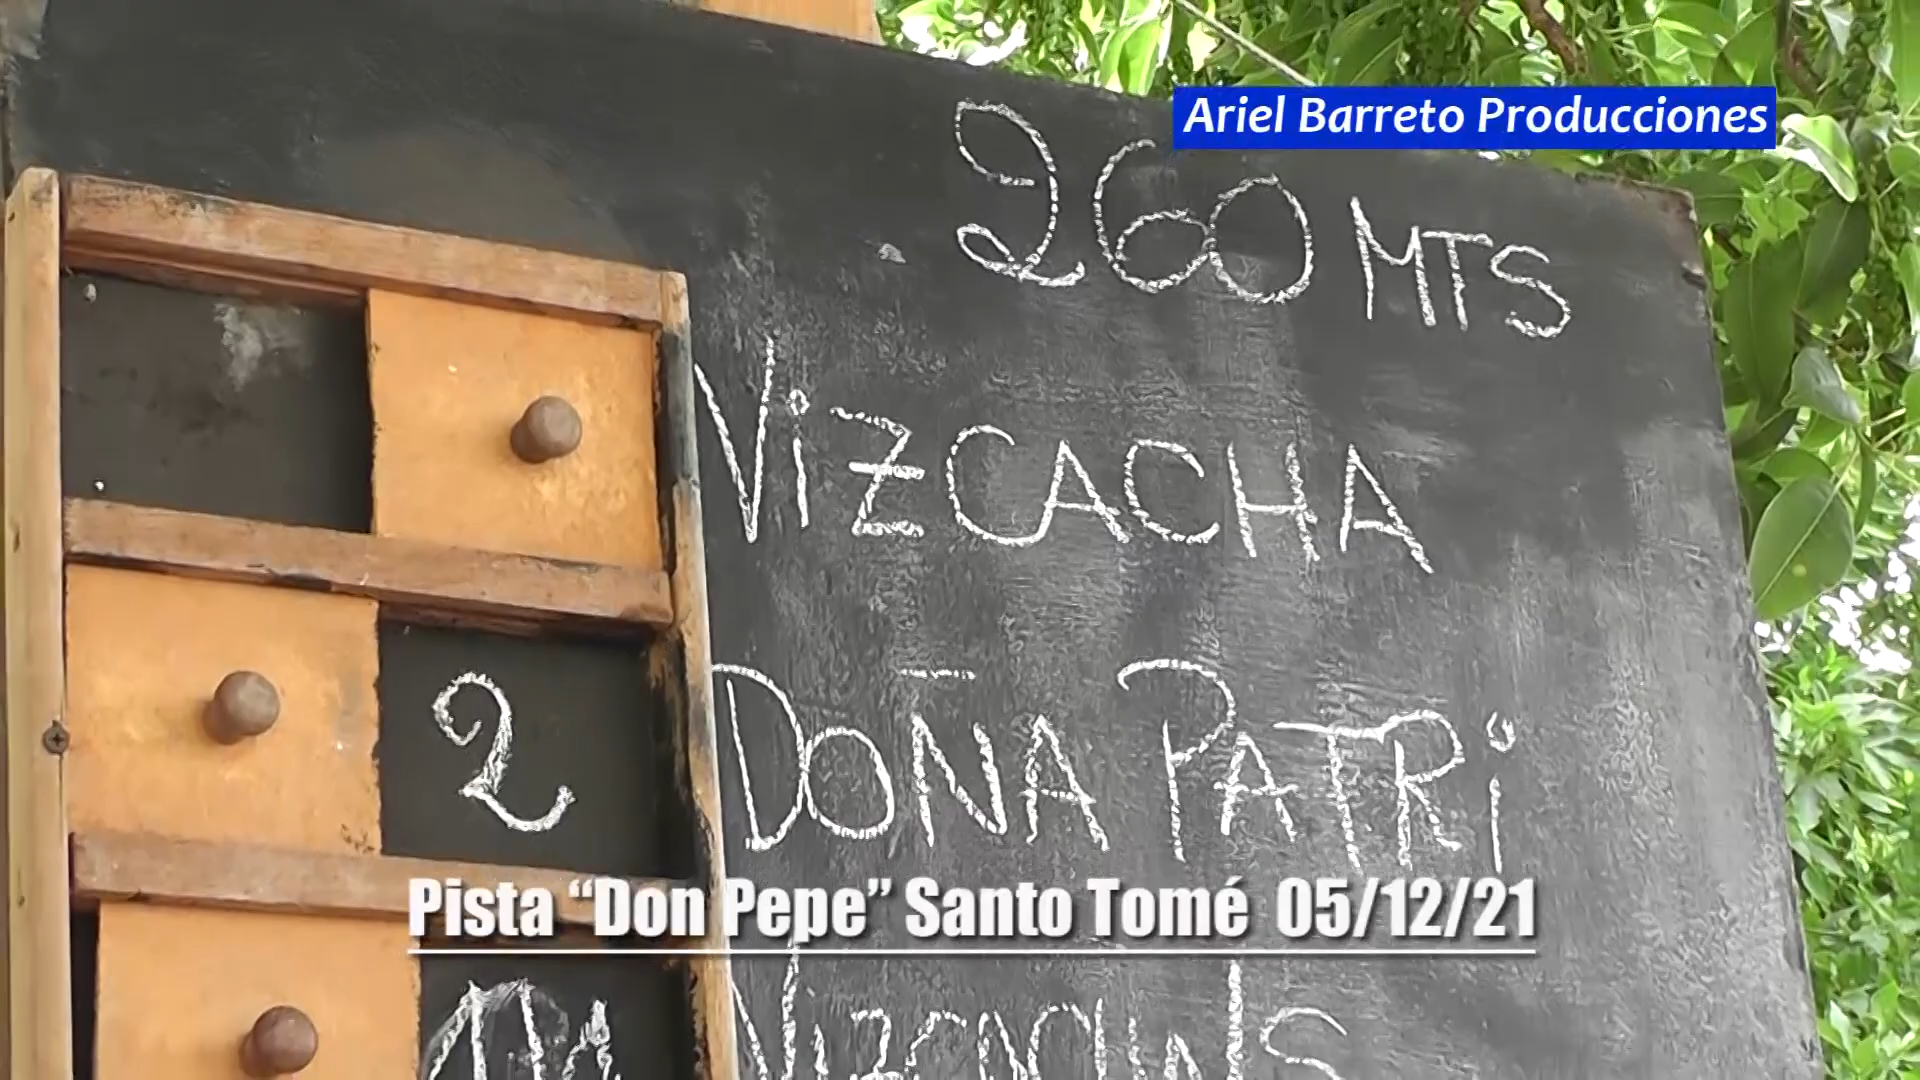 Ariel Barreto Producciones
260 MTS
VizCACHA
2 DOÑA PATRi
Pista “Don Pepe” Santo Tomé 05/12/21